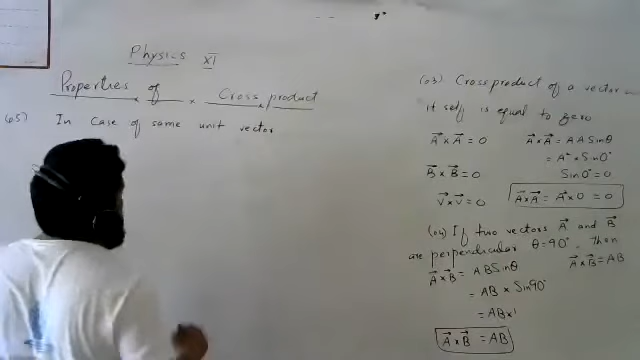 Physics XI
Properties of × Cross product
(05) In case of same unit vector
(03) Cross product of a vector
it self is equal to zero
A⃗ × A⃗ = 0
A⃗ × A⃗ = A A Sinθ
= A² × Sin0°
B⃗ × B⃗ = 0
Sin0° = 0
V⃗ × V⃗ = 0
A⃗ × A⃗ = A² × 0 = 0
(04) If two vectors A⃗ and B⃗
are perpendicular θ = 90°. Then
A⃗ × B⃗ = AB
A⃗ × B⃗ = AB Sinθ
= AB × Sin90°
= AB × 1
A⃗ × B⃗ = AB